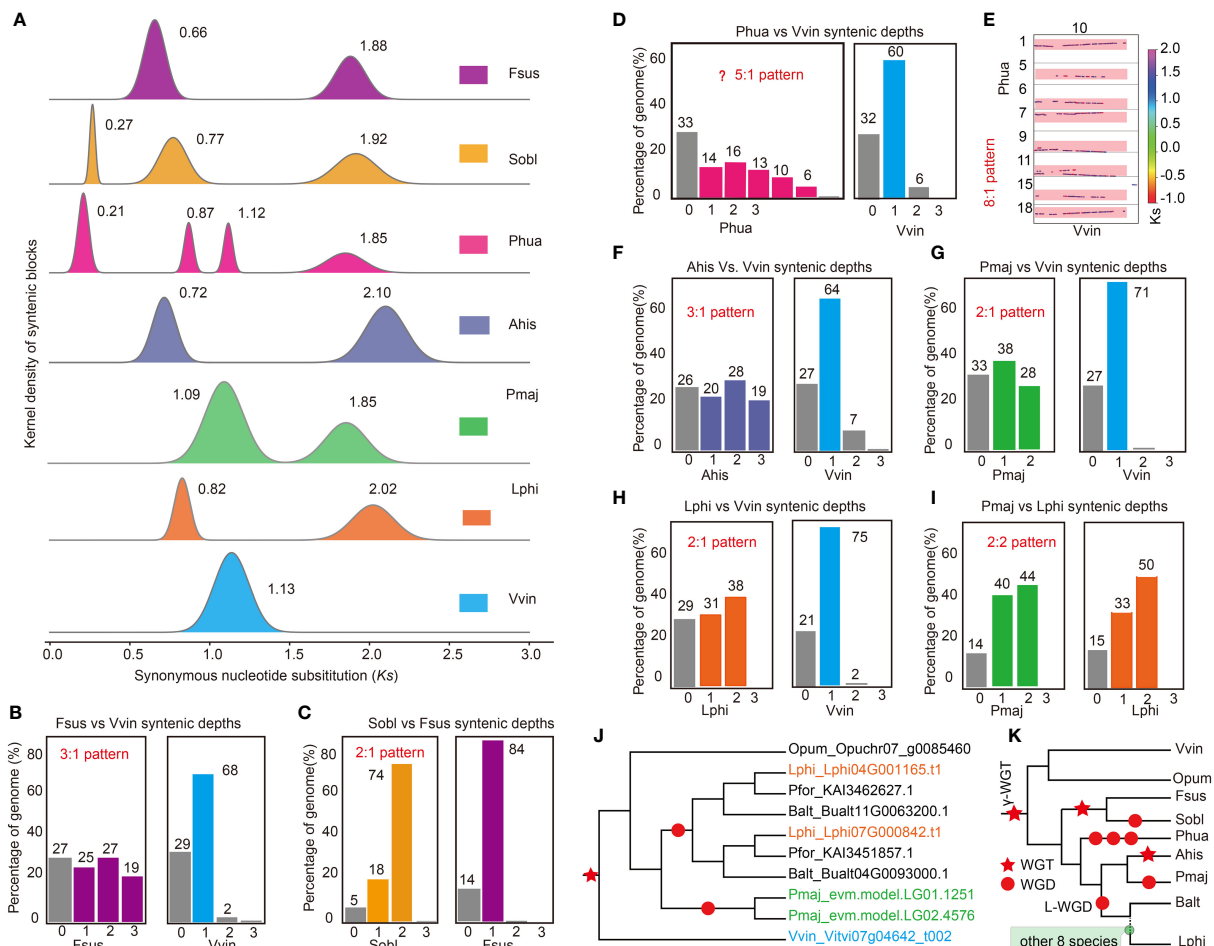 A
0.66
1.88
Fsus
0.27
0.77
1.92
Sobl
0.21
0.87
1.12
1.85
Phua
0.72
2.10
Ahis
1.09
1.85
Pmaj
0.82
2.02
Lphi
1.13
Vvin
Kernel density of syntenic blocks
0.0 0.5 1.0 1.5 2.0 2.5 3.0
Synonymous nucleotide subsititution (Ks)
B
Fsus vs Vvin syntenic depths
Percentage of genome (%)
80
60
40
20
0
3:1 pattern
27 25 27 19
0 1 2 3
Fsus
29 68 2
0 1 2 3
Vvin
C
Sobl vs Fsus syntenic depths
Percentage of genome (%)
80
60
40
20
0
2:1 pattern
5 18 74
0 1 2 3
Sobl
14 84
0 1 2 3
Fsus
D
Phua vs Vvin syntenic depths
Percentage of genome(%)
60
40
20
0
? 5:1 pattern
33 14 16 13 10 6
0 1 2 3
Phua
32 60 6
0 1 2 3
Vvin
E
10
Phua
1
5
6
7
9
11
15
18
8:1 pattern
Vvin
2.0
1.5
1.0
0.5
0.0
-0.5
-1.0
Ks
F
Ahis Vs. Vvin syntenic depths
Percentage of genome(%)
60
40
20
0
3:1 pattern
26 20 28 19
0 1 2 3
Ahis
27 64 7
0 1 2 3
Vvin
G
Pmaj vs Vvin syntenic depths
Percentage of genome(%)
60
40
20
0
2:1 pattern
33 38 28
0 1 2
Pmaj
27 71
0 1 2 3
Vvin
H
Lphi vs Vvin syntenic depths
Percentage of genome(%)
60
40
20
0
2:1 pattern
29 31 38
0 1 2 3
Lphi
21 75 2
0 1 2 3
Vvin
I
Pmaj vs Lphi syntenic depths
Percentage of genome(%)
60
40
20
0
2:2 pattern
14 40 44
0 1 2 3
Pmaj
15 33 50
0 1 2 3
Lphi
J
Opum_Opuchr07_g0085460
Lphi_Lphi04G001165.t1
Pfor_KAI3462627.1
Balt_Bualt11G0063200.1
Lphi_Lphi07G000842.t1
Pfor_KAI3451857.1
Balt_Bualt04G0093000.1
Pmaj_evm.model.LG01.1251
Pmaj_evm.model.LG02.4576
Vvin_Vitvi07g04642_t002
K
γ-WGT
Vvin
Opum
Fsus
Sobl
Phua
Ahis
Pmaj
Balt
Lphi
WGT
WGD
L-WGD
other 8 species